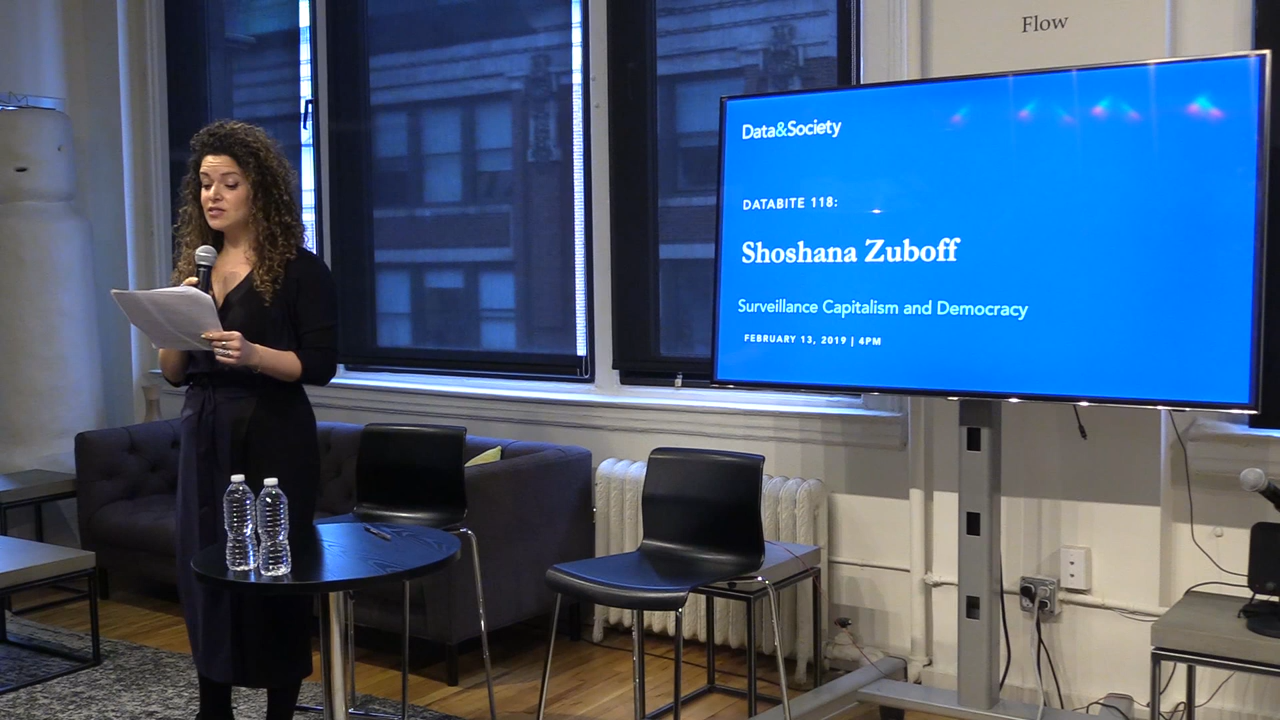 Flow
Data&Society
DATABITE 118:
Shoshana Zuboff
Surveillance Capitalism and Democracy
FEBRUARY 13, 2019 | 4PM